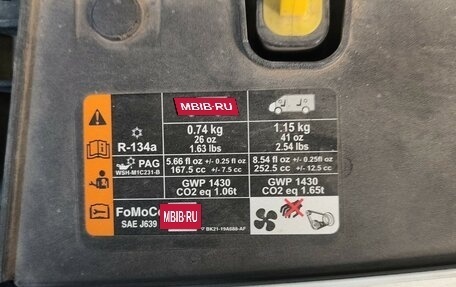 MBIB·RU
R-134a
0.74 kg
26 oz
1.63 lbs
1.15 kg
41 oz
2.54 lbs
PAG
WSH-M1C231-B
5.66 fl oz +/- 0.25 fl oz
167.5 cc +/- 7.5 cc
8.54 fl oz +/- 0.25fl oz
252.5 cc +/- 12.5 cc
GWP 1430
CO2 eq 1.06t
GWP 1430
CO2 eq 1.65t
FoMoCo
SAE J639
MBIB·RU
BK21-19A688-AF